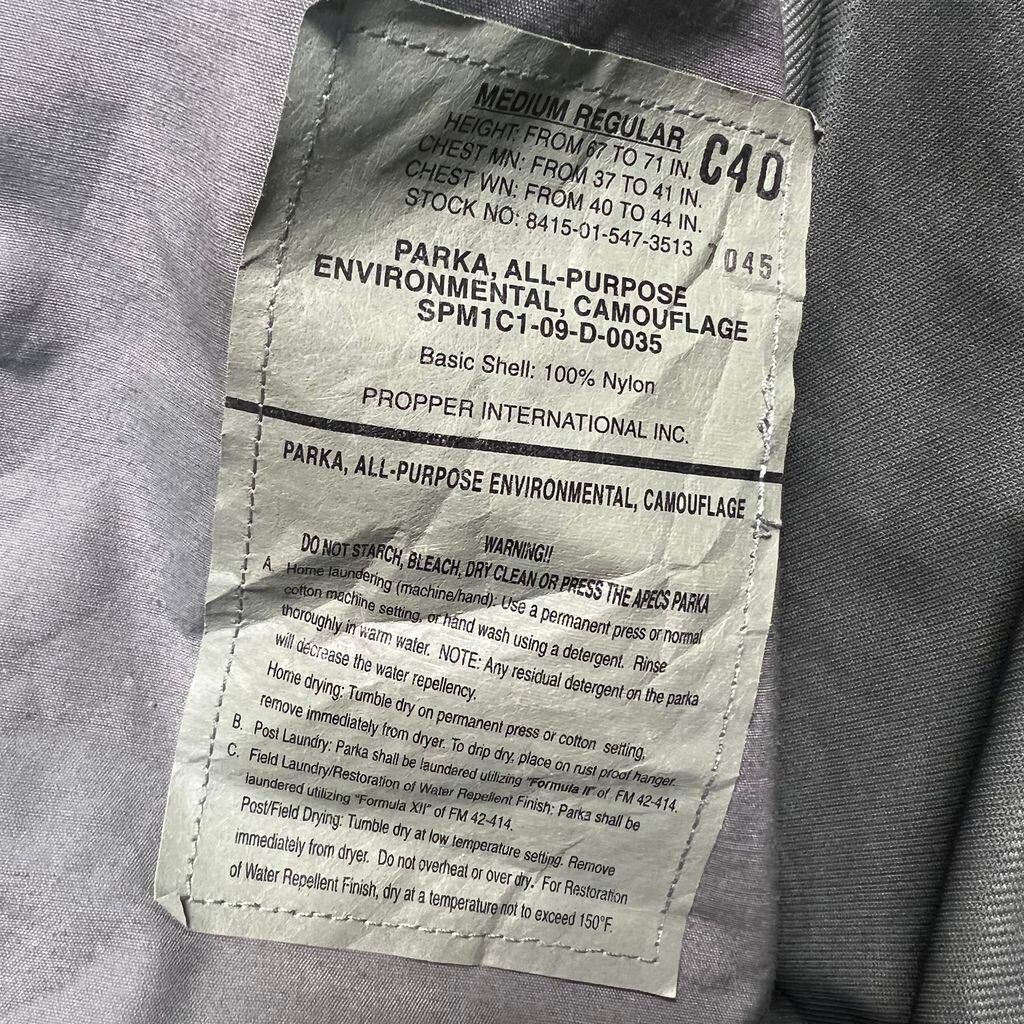 MEDIUM REGULAR
HEIGHT: FROM 67 TO 71 IN.
CHEST MN: FROM 37 TO 41 IN.
CHEST WN: FROM 40 TO 44 IN.
STOCK NO: 8415-01-547-3513
C40
7045
PARKA, ALL-PURPOSE
ENVIRONMENTAL, CAMOUFLAGE
SPM1C1-09-D-0035
Basic Shell: 100% Nylon
PROPPER INTERNATIONAL INC.
PARKA, ALL-PURPOSE ENVIRONMENTAL, CAMOUFLAGE
WARNING!!
DO NOT STARCH, BLEACH, DRY CLEAN OR PRESS THE APECS PARKA
A. Home laundering (machine/hand): Use a permanent press or normal
cotton machine setting, or hand wash using a detergent. Rinse
thoroughly in warm water. NOTE: Any residual detergent on the parka
will decrease the water repellency.
Home drying: Tumble dry on permanent press or cotton setting,
remove immediately from dryer. To drip dry, place on rust proof hanger.
B. Post Laundry: Parka shall be laundered utilizing "Formula II" of FM 42-414.
C. Field Laundry/Restoration of Water Repellent Finish: Parka shall be
laundered utilizing "Formula XII" of FM 42-414.
Post/Field Drying: Tumble dry at low temperature setting. Remove
immediately from dryer. Do not overheat or over dry. For Restoration
of Water Repellent Finish, dry at a temperature not to exceed 150°F.